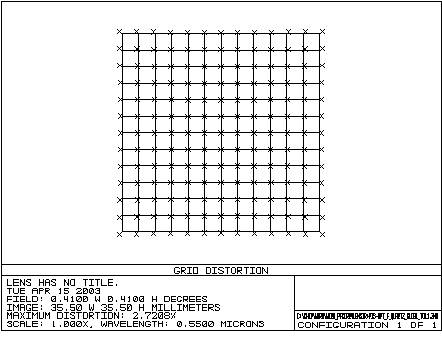 GRID DISTORTION
LENS HAS NO TITLE.
TUE APR 15 2003
FIELD: 0.4100 W 0.4100 H DEGREES
IMAGE: 35.50 W 35.50 H MILLIMETERS
MAXIMUM DISTORTION: 2.7208%
SCALE: 1.000X, WAVELENGTH: 0.5500 MICRONS
CONFIGURATION 1 OF 1